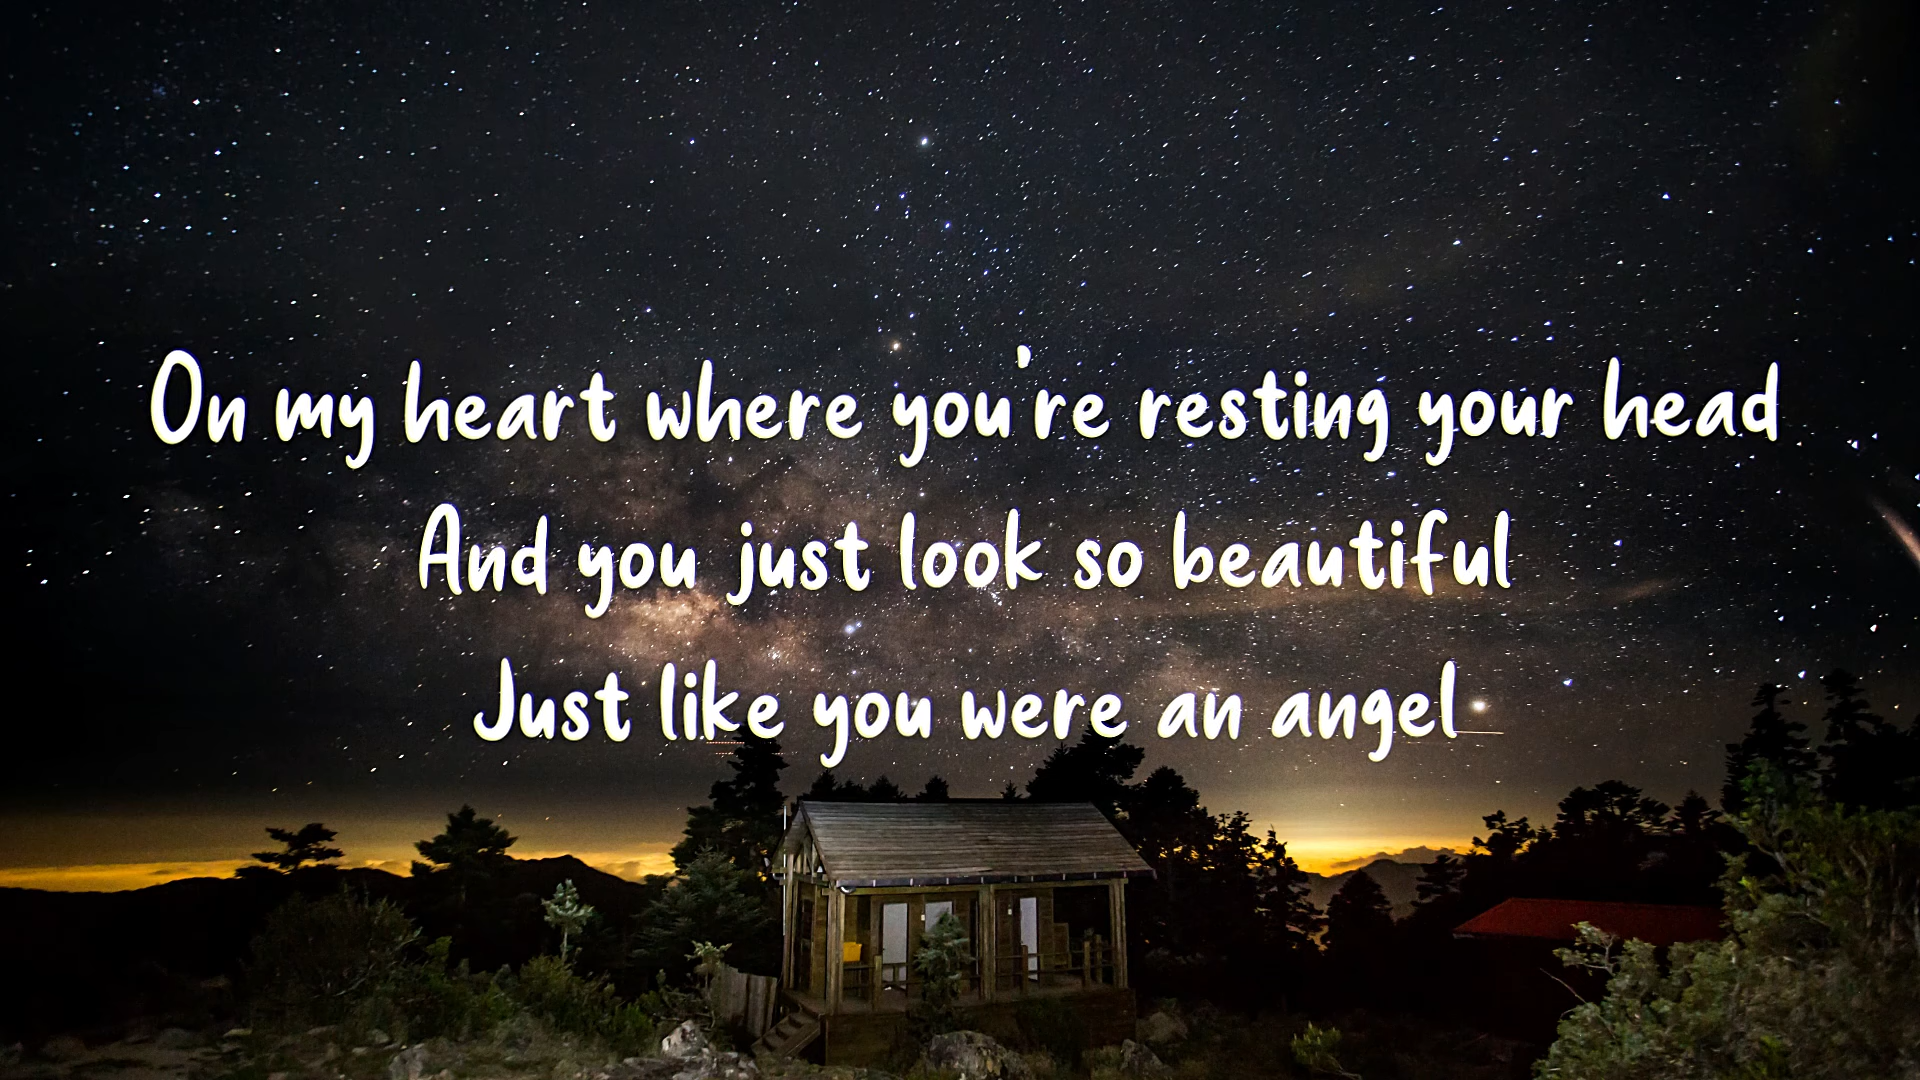 On my heart where you're resting your head
And you just look so beautiful
Just like you were an angel